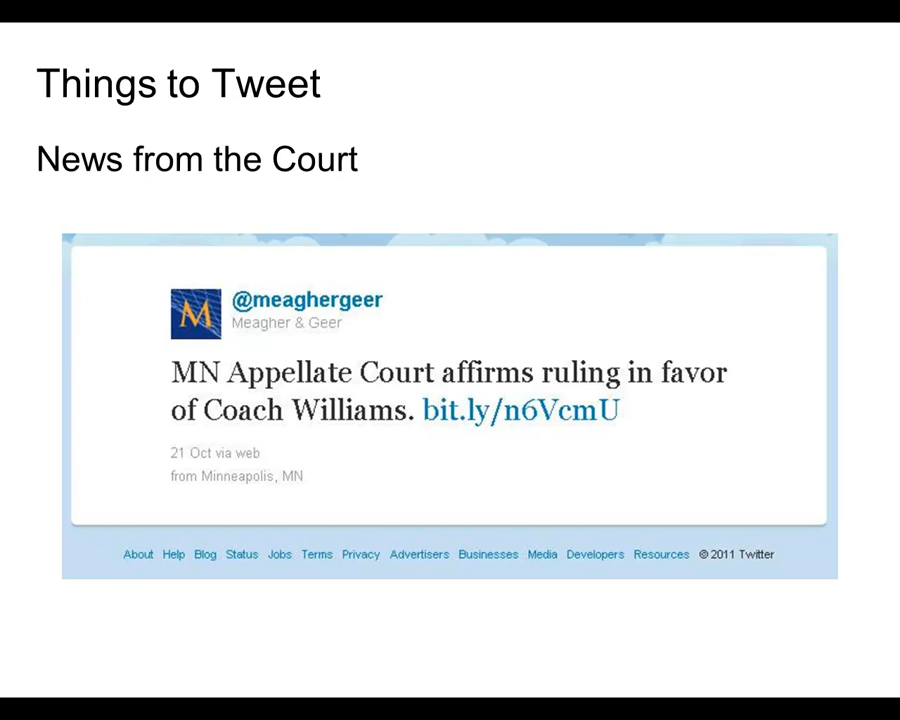 Things to Tweet
News from the Court
M
@meaghergeer
Meagher & Geer
MN Appellate Court affirms ruling in favor
of Coach Williams. bit.ly/n6VcmU
21 Oct via web
from Minneapolis, MN
About Help Blog Status Jobs Terms Privacy Advertisers Businesses Media Developers Resources © 2011 Twitter